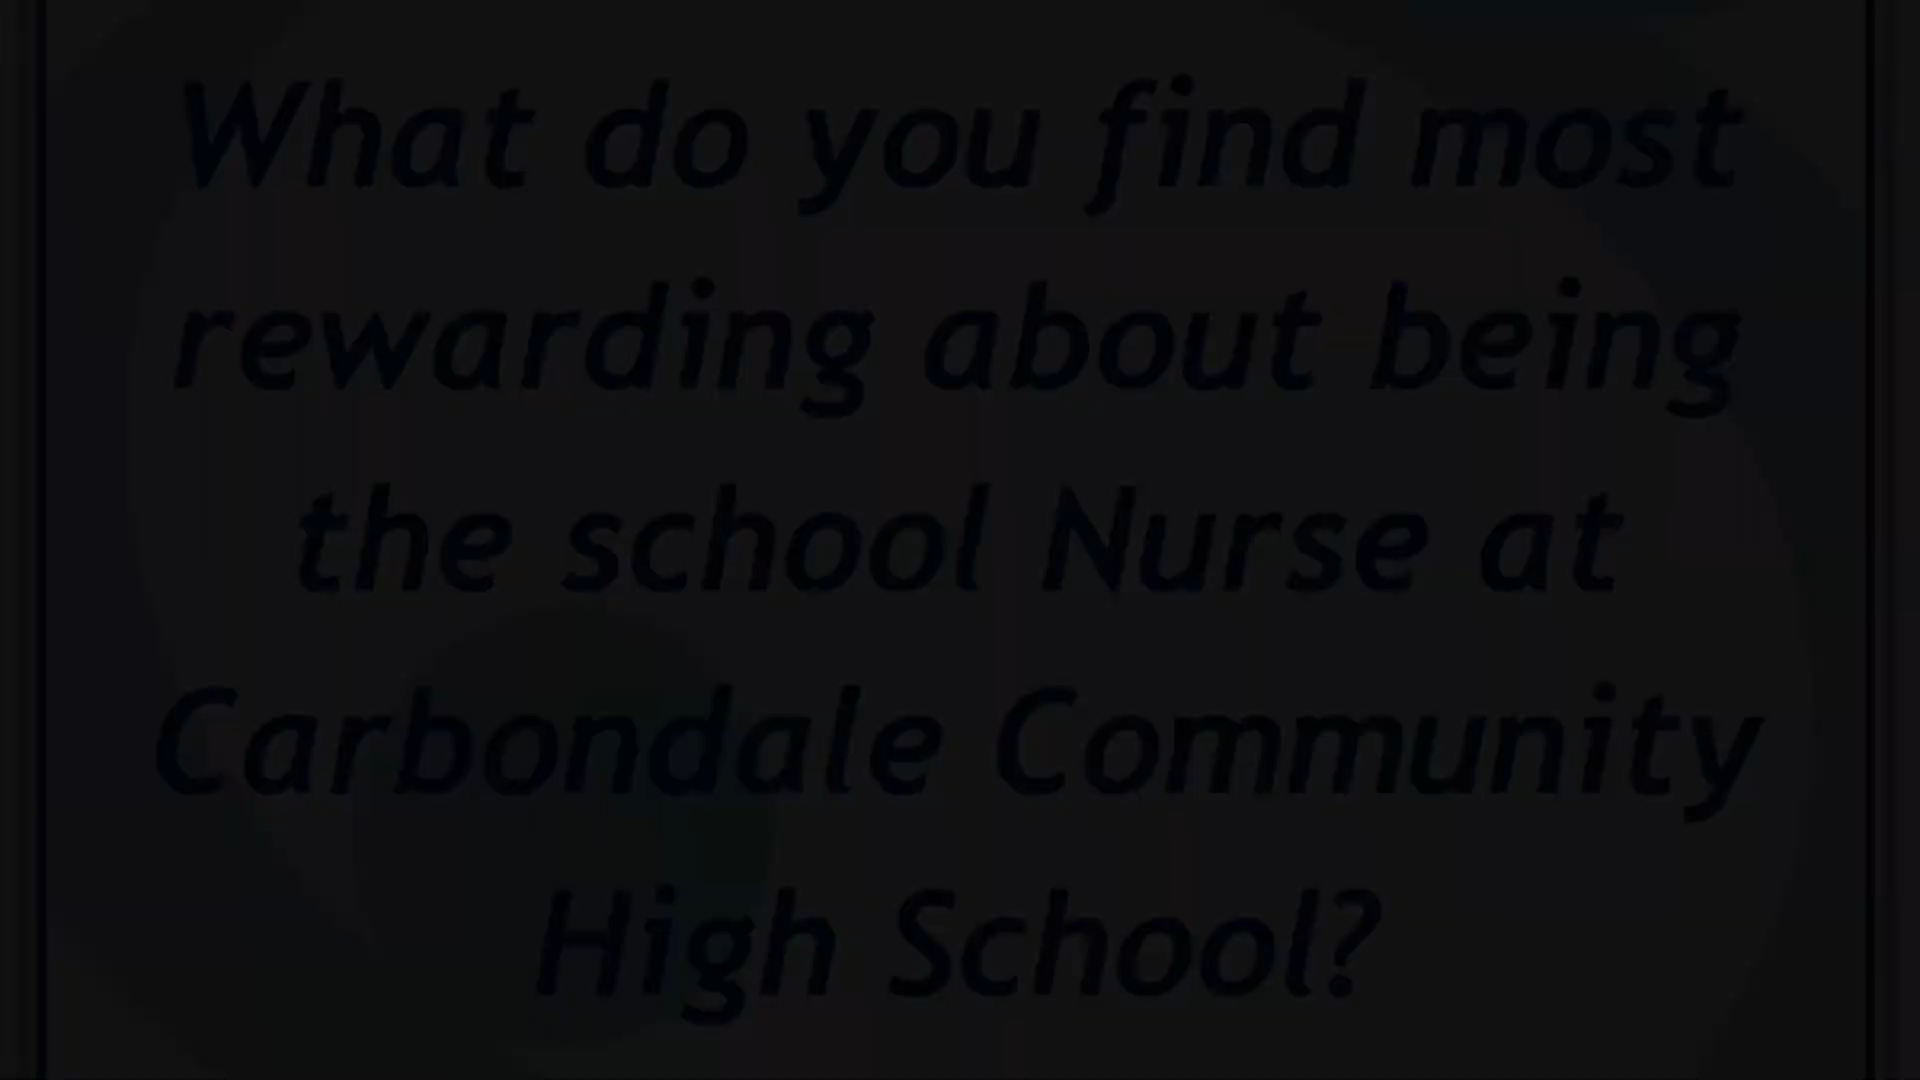 What do you find most
rewarding about being
the school Nurse at
Carbondale Community
High School?